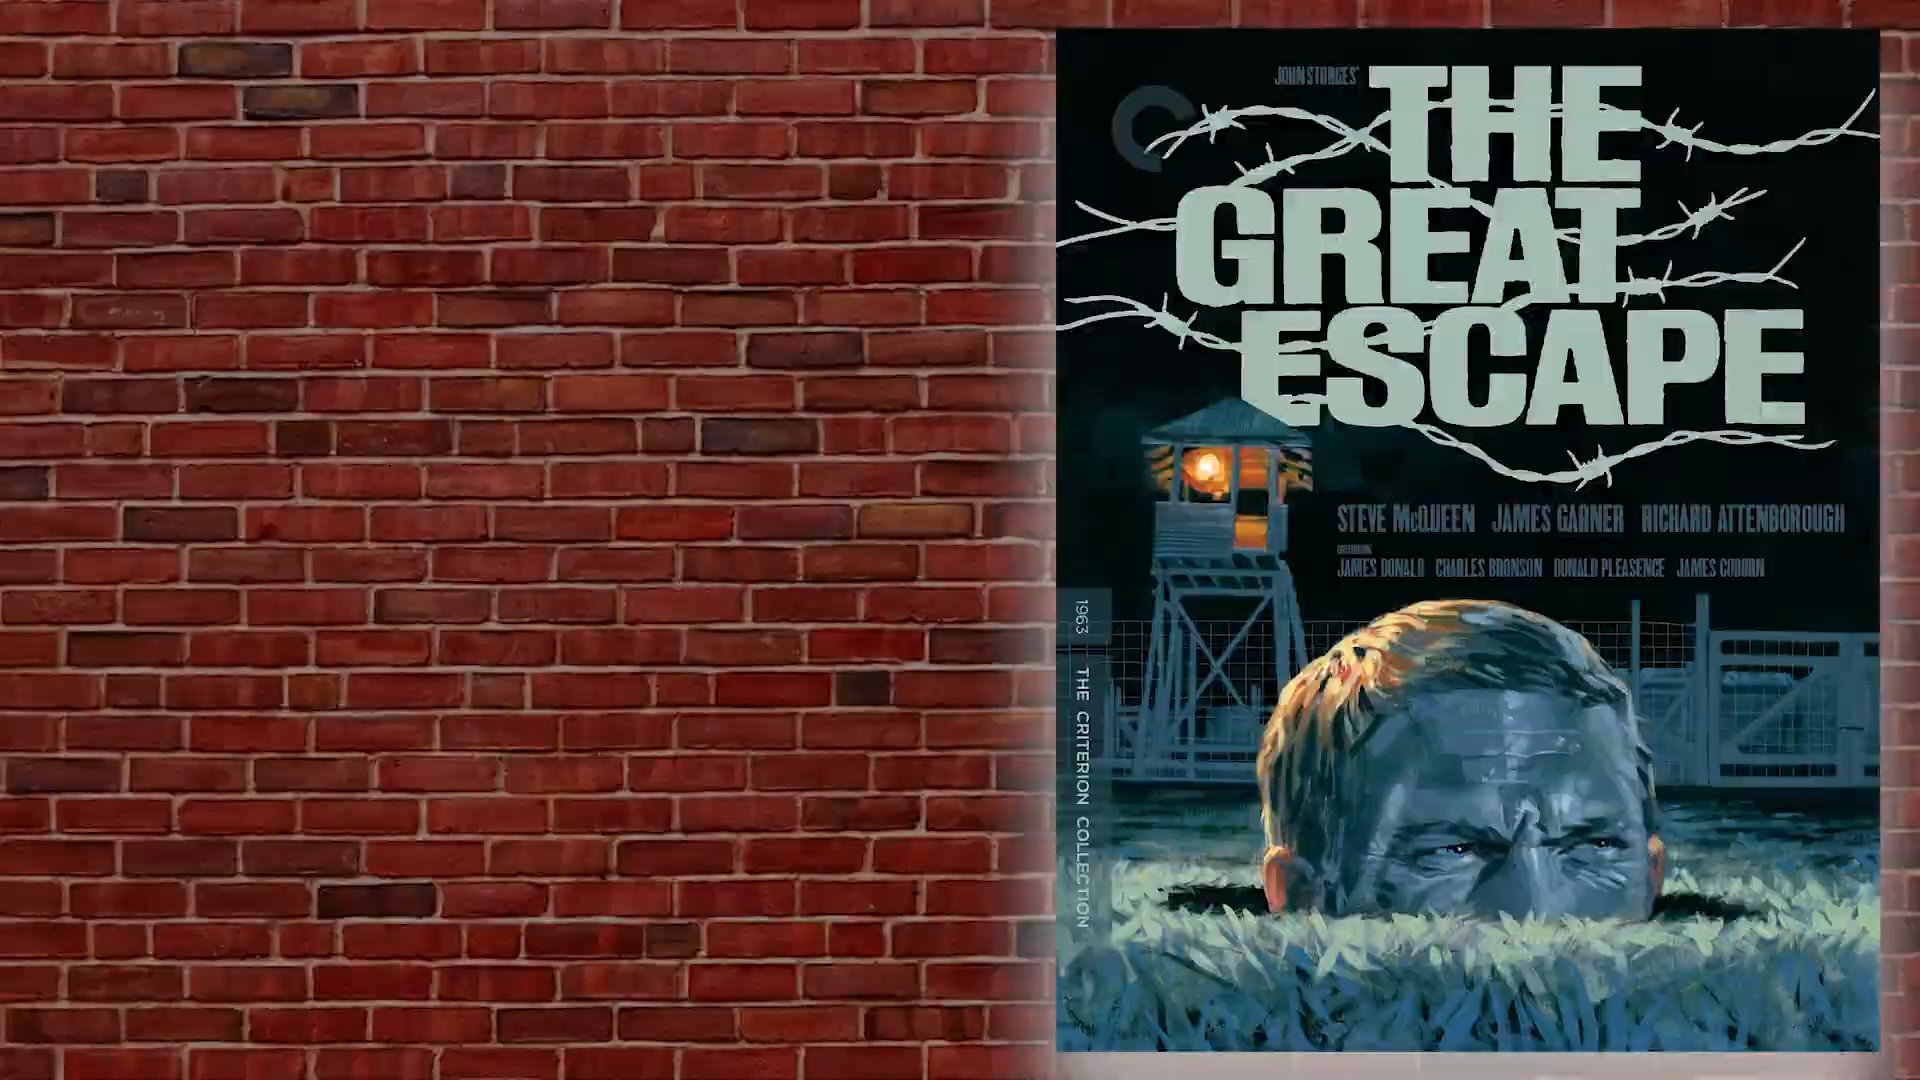 JOHN STURGES'
THE
GREAT
ESCAPE
STEVE McQUEEN JAMES GARNER RICHARD ATTENBOROUGH
JAMES DONALD CHARLES BRONSON DONALD PLEASENCE JAMES COBURN
1963 THE CRITERION COLLECTION